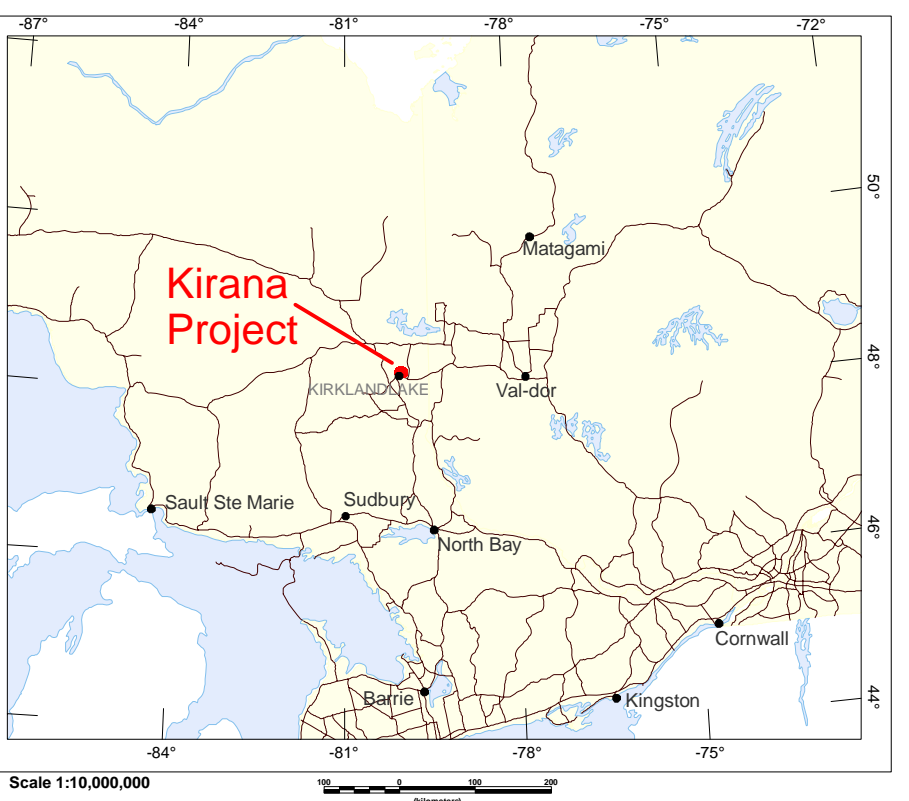 -87° -84° -81° -78° -75° -72°
50°
Matagami
Kirana
Project
48°
KIRKLANDLAKE
Val-dor
Sault Ste Marie
Sudbury
46°
North Bay
Cornwall
44°
Barrie
Kingston
-84° -81° -78° -75°
Scale 1:10,000,000
100 0 100 200
(kilometers)